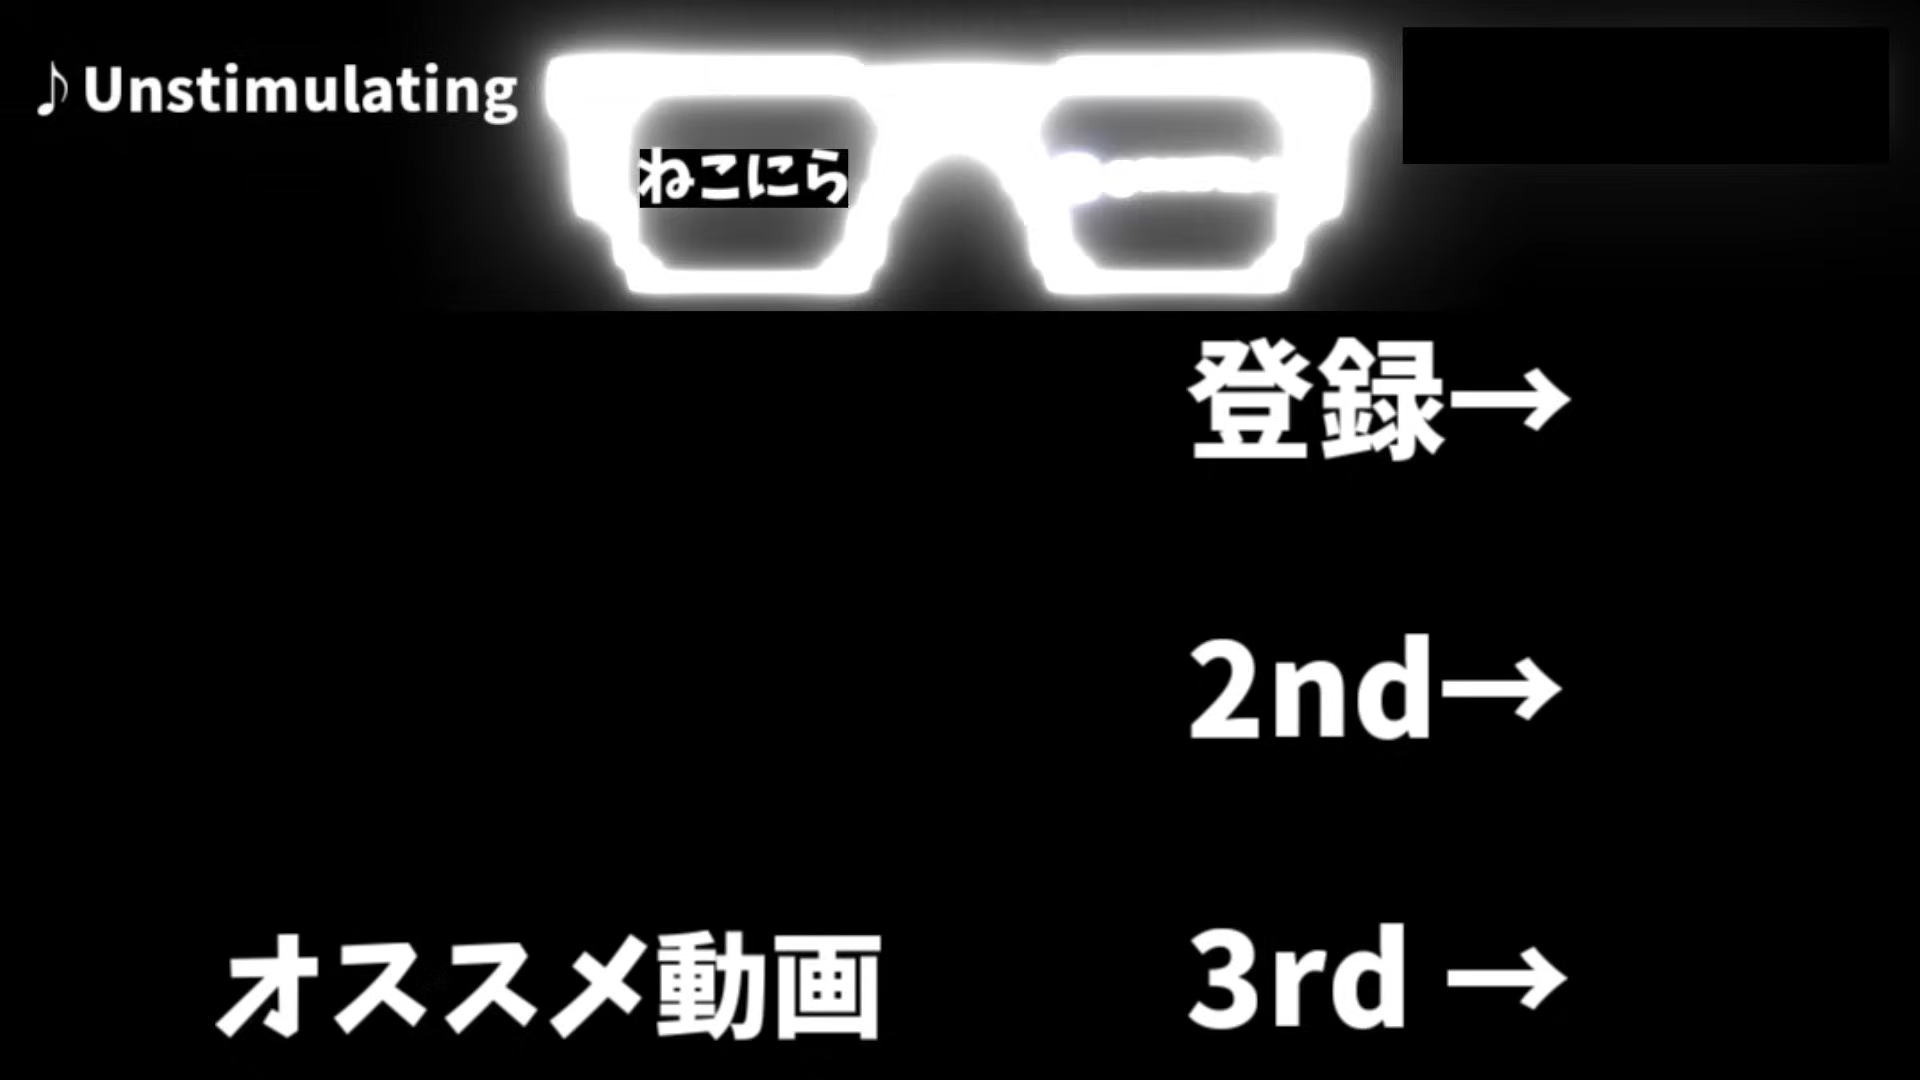 ♪Unstimulating
ねこにら
登録→
2nd→
オススメ動画
3rd →